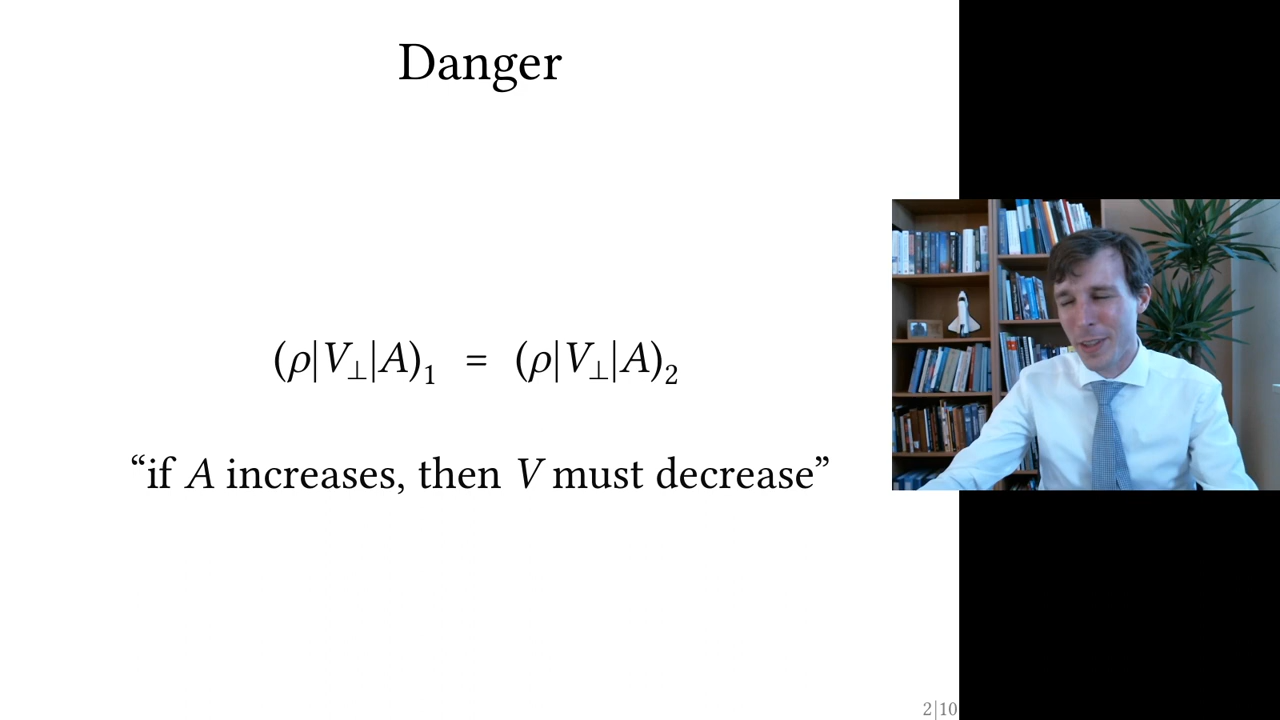 Danger
(ρ|V⊥|A)₁ = (ρ|V⊥|A)₂
“if A increases, then V must decrease”
2|10